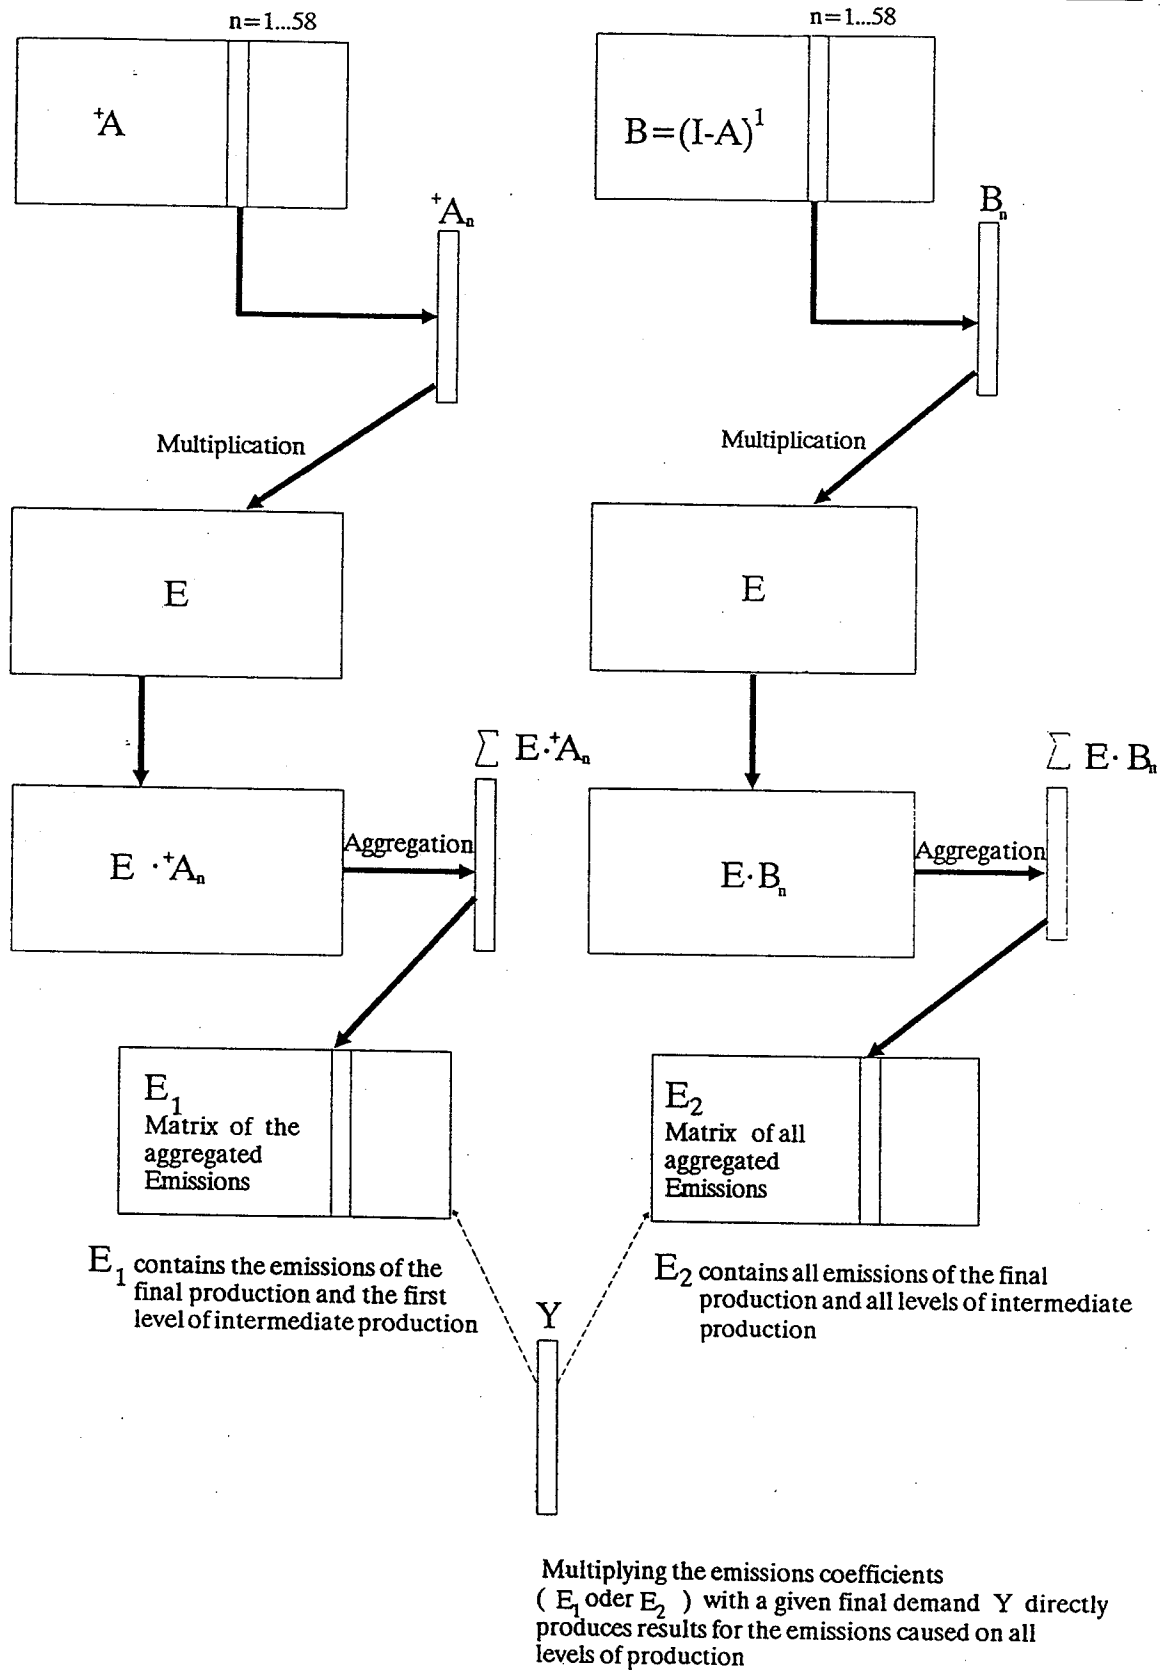 n=1...58
+A
+Aₙ
Multiplication
E
Σ E·+Aₙ
E ·+Aₙ
Aggregation
E₁
Matrix of the
aggregated
Emissions
E₁ contains the emissions of the
final production and the first
level of intermediate production
n=1...58
B=(I-A)¹
Bₙ
Multiplication
E
Σ E·Bₙ
E·Bₙ
Aggregation
E₂
Matrix of all
aggregated
Emissions
E₂ contains all emissions of the final
production and all levels of intermediate
production
Y
Multiplying the emissions coefficients
( E₁ oder E₂ ) with a given final demand Y directly
produces results for the emissions caused on all
levels of production